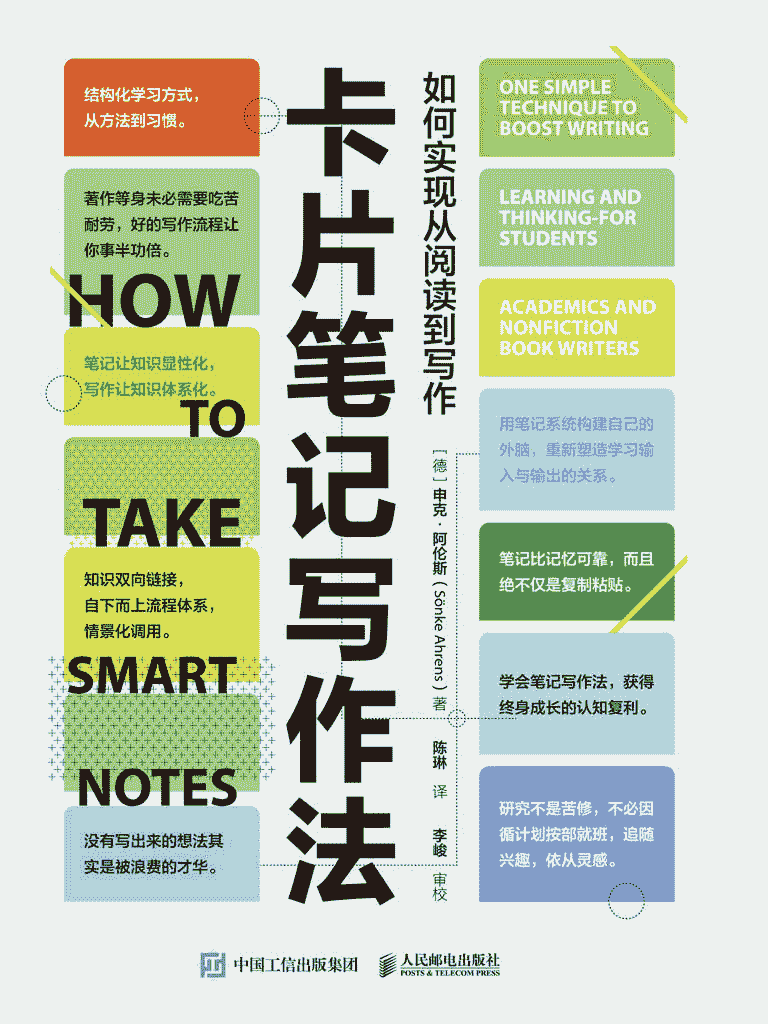 结构化学习方式，
从方法到习惯。
著作等身未必需要吃苦
耐劳，好的写作流程让
你事半功倍。
HOW
笔记让知识显性化，
写作让知识体系化。
TO
TAKE
知识双向链接，
自下而上流程体系，
情景化调用。
SMART
NOTES
没有写出来的想法其
实是被浪费的才华。
卡片笔记写作法
如何实现从阅读到写作
［德］申克·阿伦斯（Sönke Ahrens）著
陈琳 译
李峻 审校
ONE SIMPLE
TECHNIQUE TO
BOOST WRITING
LEARNING AND
THINKING-FOR
STUDENTS
ACADEMICS AND
NONFICTION
BOOK WRITERS
用笔记系统构建自己的
外脑，重新塑造学习输
入与输出的关系。
笔记比记忆可靠，而且
绝不仅是复制粘贴。
学会笔记写作法，获得
终身成长的认知复利。
研究不是苦修，不必因
循计划按部就班，追随
兴趣，依从灵感。
中国工信出版集团
人民邮电出版社
POSTS & TELECOM PRESS